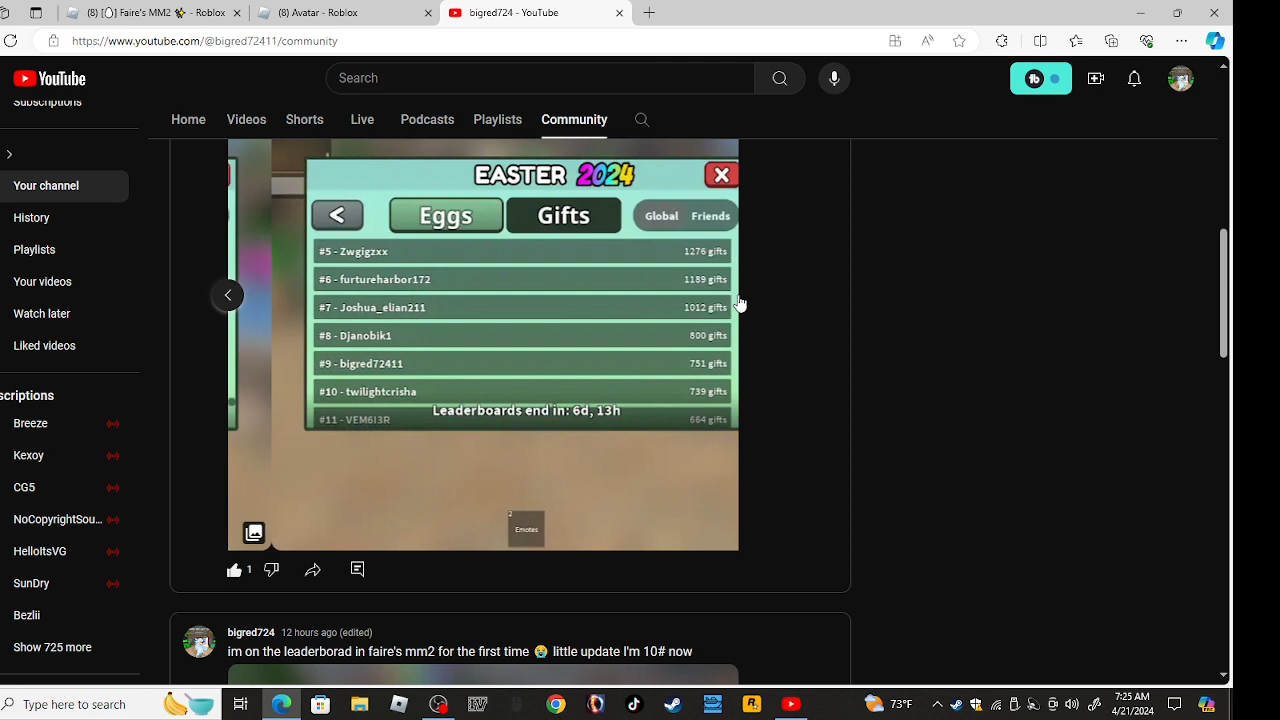 (8) [🥚] Faire's MM2 ✨ - Roblox
(8) Avatar - Roblox
bigred724 - YouTube
https://www.youtube.com/@bigred72411/community
YouTube
Search
Subscriptions
Home
Videos
Shorts
Live
Podcasts
Playlists
Community
Your channel
History
Playlists
Your videos
Watch later
Liked videos
scriptions
Breeze
Kexoy
CG5
NoCopyrightSou...
HelloItsVG
SunDry
Bezlii
Show 725 more
EASTER 2024
<
Eggs
Gifts
Global Friends
#5 - Zwgigzxx 1276 gifts
#6 - furtureharbor172 1189 gifts
#7 - Joshua_elian211 1012 gifts
#8 - Djanobik1 800 gifts
#9 - bigred72411 751 gifts
#10 - twilightcrisha 739 gifts
Leaderboards end in: 6d, 13h
#11 - VEM6I3R 664 gifts
2
Emotes
1
bigred724 12 hours ago (edited)
im on the leaderborad in faire's mm2 for the first time 😭 little update I'm 10# now
Type here to search
73°F
7:25 AM
4/21/2024